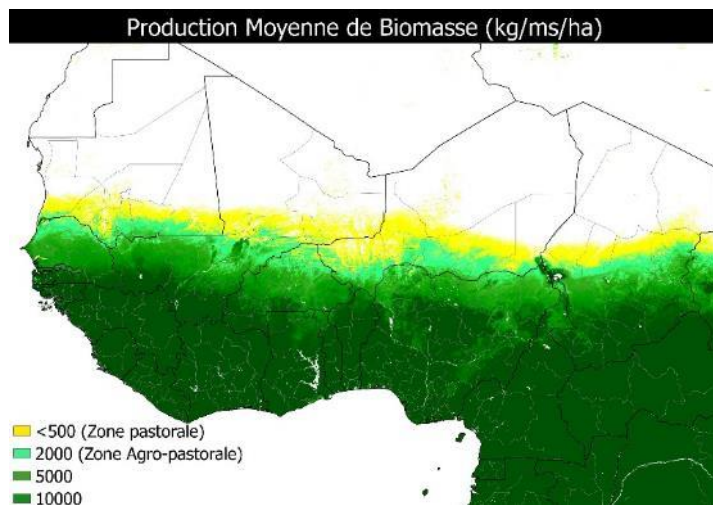 Production Moyenne de Biomasse (kg/ms/ha)
<500 (Zone pastorale)
2000 (Zone Agro-pastorale)
5000
10000